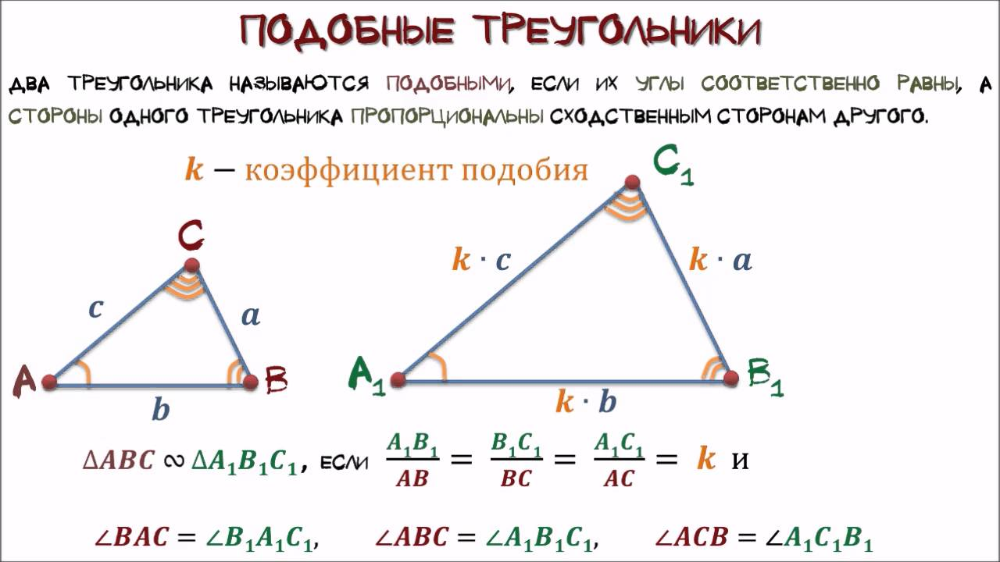 ПОДОБНЫЕ ТРЕУГОЛЬНИКИ
ДВА ТРЕУГОЛЬНИКА НАЗЫВАЮТСЯ ПОДОБНЫМИ, ЕСЛИ ИХ УГЛЫ СООТВЕТСТВЕННО РАВНЫ, А
СТОРОНЫ ОДНОГО ТРЕУГОЛЬНИКА ПРОПОРЦИОНАЛЬНЫ СХОДСТВЕННЫМ СТОРОНАМ ДРУГОГО.
k – коэффициент подобия
C
c
a
A
B
b
C₁
k · c
k · a
A₁
B₁
k · b
ΔABC ∾ ΔA₁B₁C₁, ЕСЛИ A₁B₁/AB = B₁C₁/BC = A₁C₁/AC = k и
∠BAC = ∠B₁A₁C₁, ∠ABC = ∠A₁B₁C₁, ∠ACB = ∠A₁C₁B₁